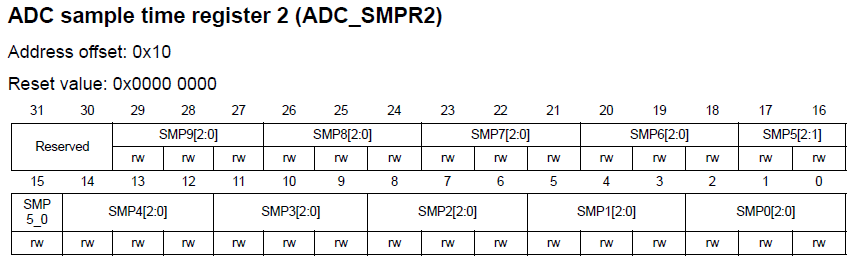 ADC sample time register 2 (ADC_SMPR2)
Address offset: 0x10
Reset value: 0x0000 0000
31 30 29 28 27 26 25 24 23 22 21 20 19 18 17 16
Reserved SMP9[2:0] SMP8[2:0] SMP7[2:0] SMP6[2:0] SMP5[2:1]
rw rw rw rw rw rw rw rw rw rw rw rw rw rw
15 14 13 12 11 10 9 8 7 6 5 4 3 2 1 0
SMP
5_0 SMP4[2:0] SMP3[2:0] SMP2[2:0] SMP1[2:0] SMP0[2:0]
rw rw rw rw rw rw rw rw rw rw rw rw rw rw rw rw